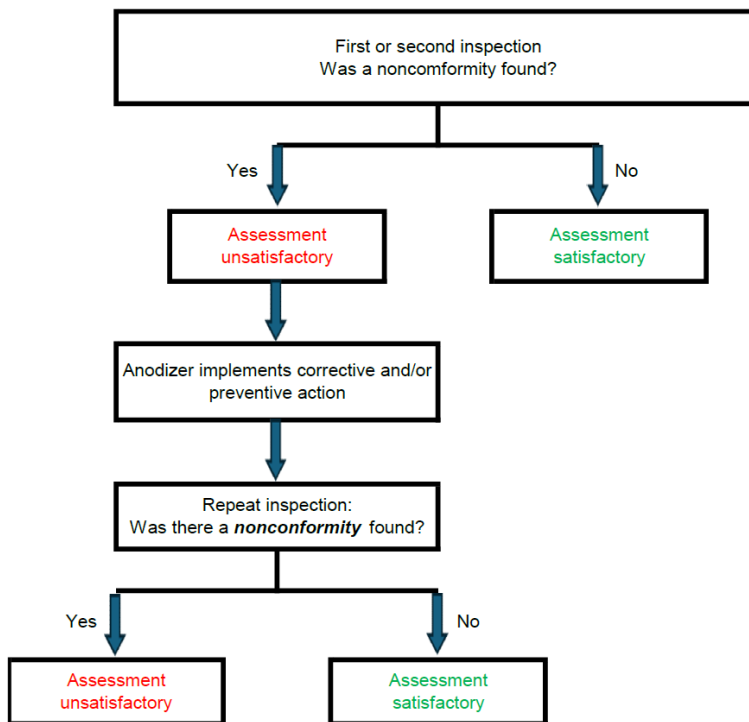 First or second inspection
Was a noncomformity found?
Yes
No
Assessment
unsatisfactory
Assessment
satisfactory
Anodizer implements corrective and/or
preventive action
Repeat inspection:
Was there a nonconformity found?
Yes
No
Assessment
unsatisfactory
Assessment
satisfactory